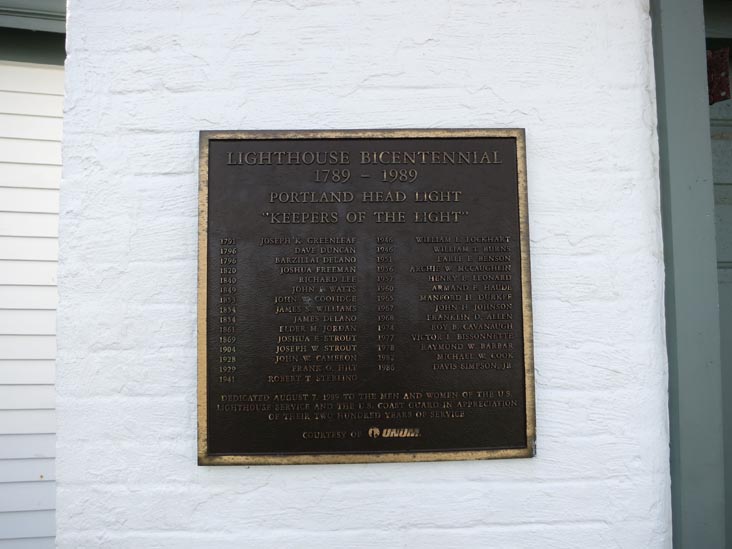 LIGHTHOUSE BICENTENNIAL
1789 - 1989
PORTLAND HEAD LIGHT
"KEEPERS OF THE LIGHT"
1791 JOSEPH K. GREENLEAF
1796 DAVE DUNCAN
1796 BARZILLAI DELANO
1820 JOSHUA FREEMAN
1840 RICHARD LEE
1849 JOHN F. WATTS
1853 JOHN W. COOLIDGE
1854 JAMES S. WILLIAMS
1854 JAMES DELANO
1861 ELDER M. JORDAN
1869 JOSHUA F. STROUT
1904 JOSEPH W. STROUT
1928 JOHN W. CAMERON
1929 FRANK O. HILT
1941 ROBERT T. STERLING
1946 WILLIAM L. LOCKHART
1946 WILLIAM T. BURNS
1951 EARLE E. BENSON
1956 ARCHIE W. McCAUGHEIN
1957 HENRY P. LEONARD
1960 ARMAND F. HAUDE
1965 MANFORD H. DURKEE
1967 JOHN H. JOHNSON
1968 FRANKLIN D. ALLEN
1974 ROY B. CAVANAUGH
1977 VICTOR L. BISSONNETTE
1978 RAYMOND W. BARBAR
1982 MICHAEL W. COOK
1986 DAVIS SIMPSON, JR.
DEDICATED AUGUST 7, 1989 TO THE MEN AND WOMEN OF THE U.S.
LIGHTHOUSE SERVICE AND THE U.S. COAST GUARD IN APPRECIATION
OF THEIR TWO HUNDRED YEARS OF SERVICE
COURTESY OF UNUM.